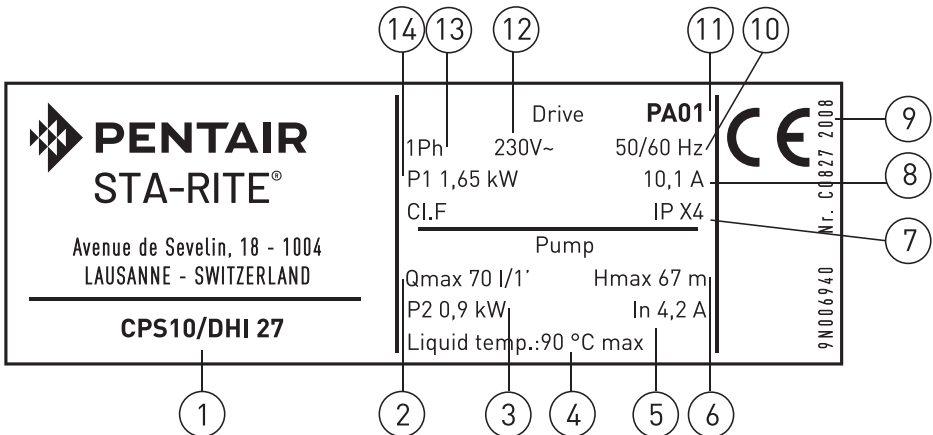 14 13 12 11 10
PENTAIR
STA-RITE®
Avenue de Sevelin, 18 - 1004
LAUSANNE - SWITZERLAND
CPS10/DHI 27
Drive PA01
1Ph 230V~ 50/60 Hz
P1 1,65 kW 10,1 A
Cl.F IP X4
Pump
Qmax 70 l/1' Hmax 67 m
P2 0,9 kW In 4,2 A
Liquid temp.:90 °C max
CE
Nr. C0827 2008
9N006940
9
8
7
1 2 3 4 5 6